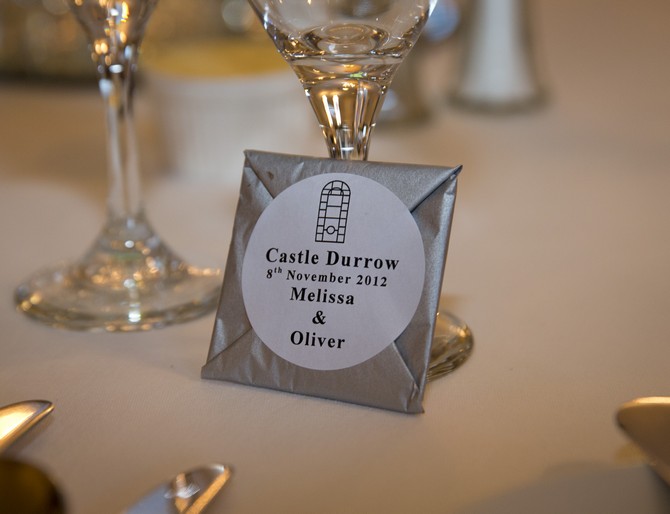 Castle Durrow
8th November 2012
Melissa
&
Oliver